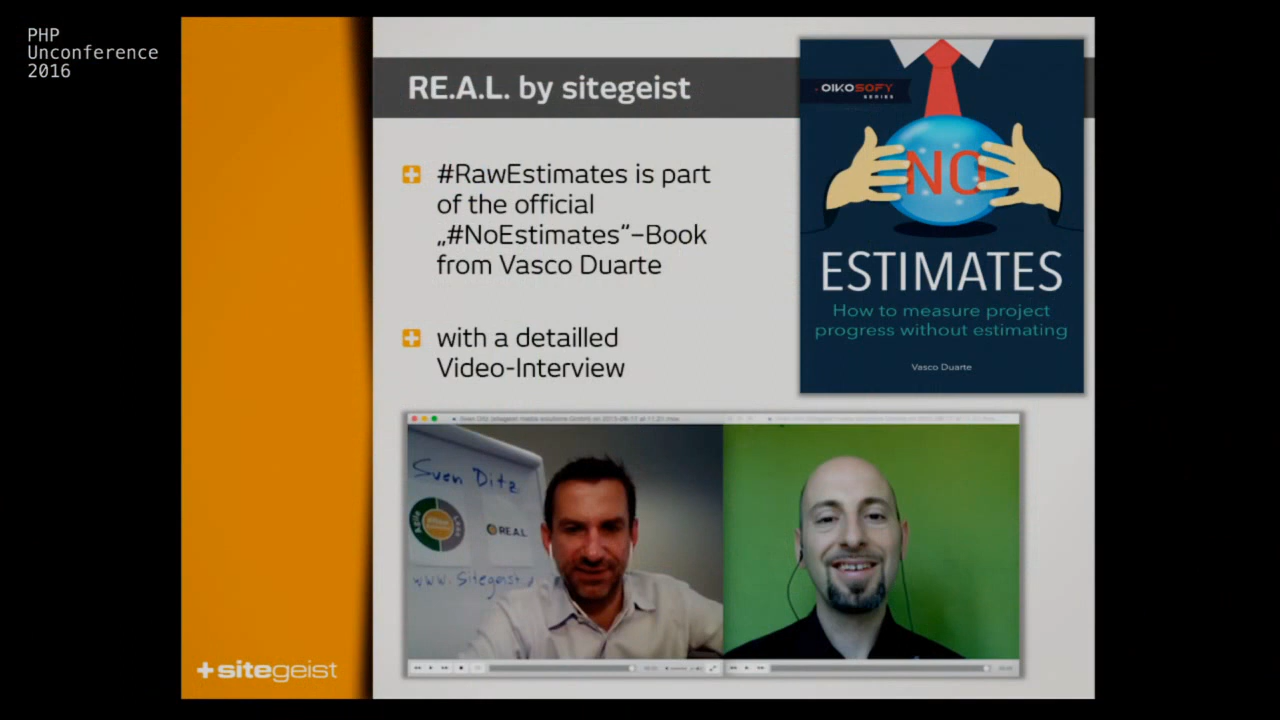 PHP
Unconference
2016
RE.A.L. by sitegeist
#RawEstimates is part
of the official
„#NoEstimates“–Book
from Vasco Duarte
with a detailled
Video-Interview
OIKOSOFY
SERIES
NO
ESTIMATES
How to measure project
progress without estimating
Vasco Duarte
Sven Ditz
Agile
RE.A.L.
www.sitegeist
+sitegeist